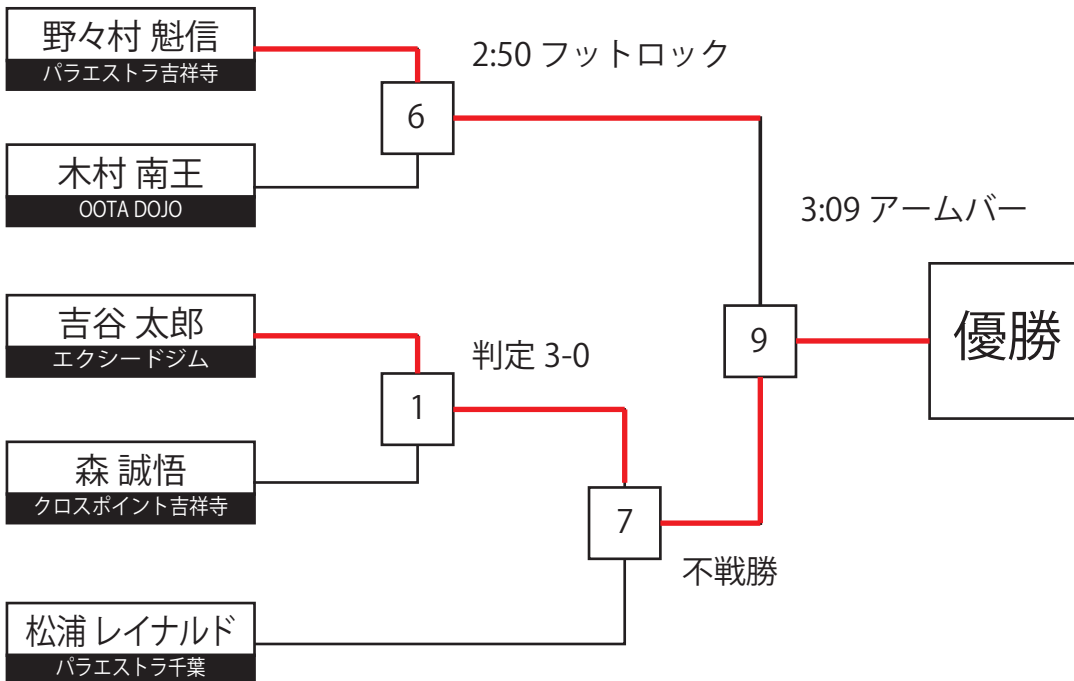 野々村 魁信
パラエストラ吉祥寺
2:50 フットロック
6
木村 南王
OOTA DOJO
3:09 アームバー
吉谷 太郎
エクシードジム
判定 3-0
9
優勝
1
森 誠悟
クロスポイント吉祥寺
7
不戦勝
松浦 レイナルド
パラエストラ千葉